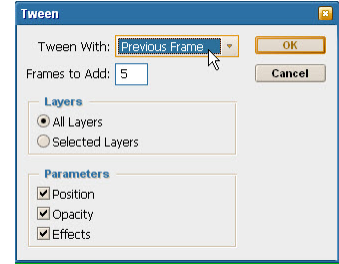 Tween
Tween With: Previous Frame OK
Frames to Add: 5 Cancel
Layers
All Layers
Selected Layers
Parameters
Position
Opacity
Effects